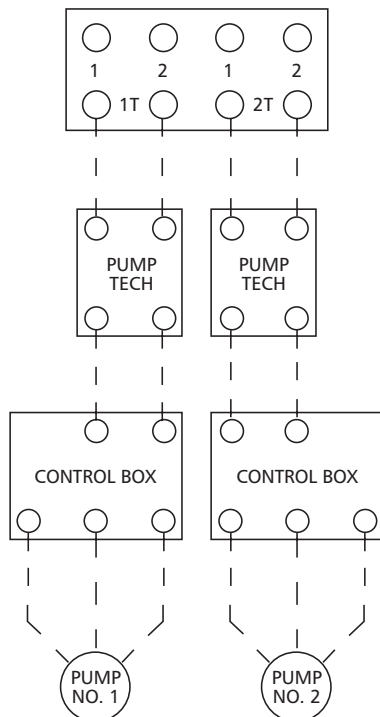 1 2 1 2
1T 2T
PUMP
TECH
PUMP
TECH
CONTROL BOX
CONTROL BOX
PUMP
NO. 1
PUMP
NO. 2